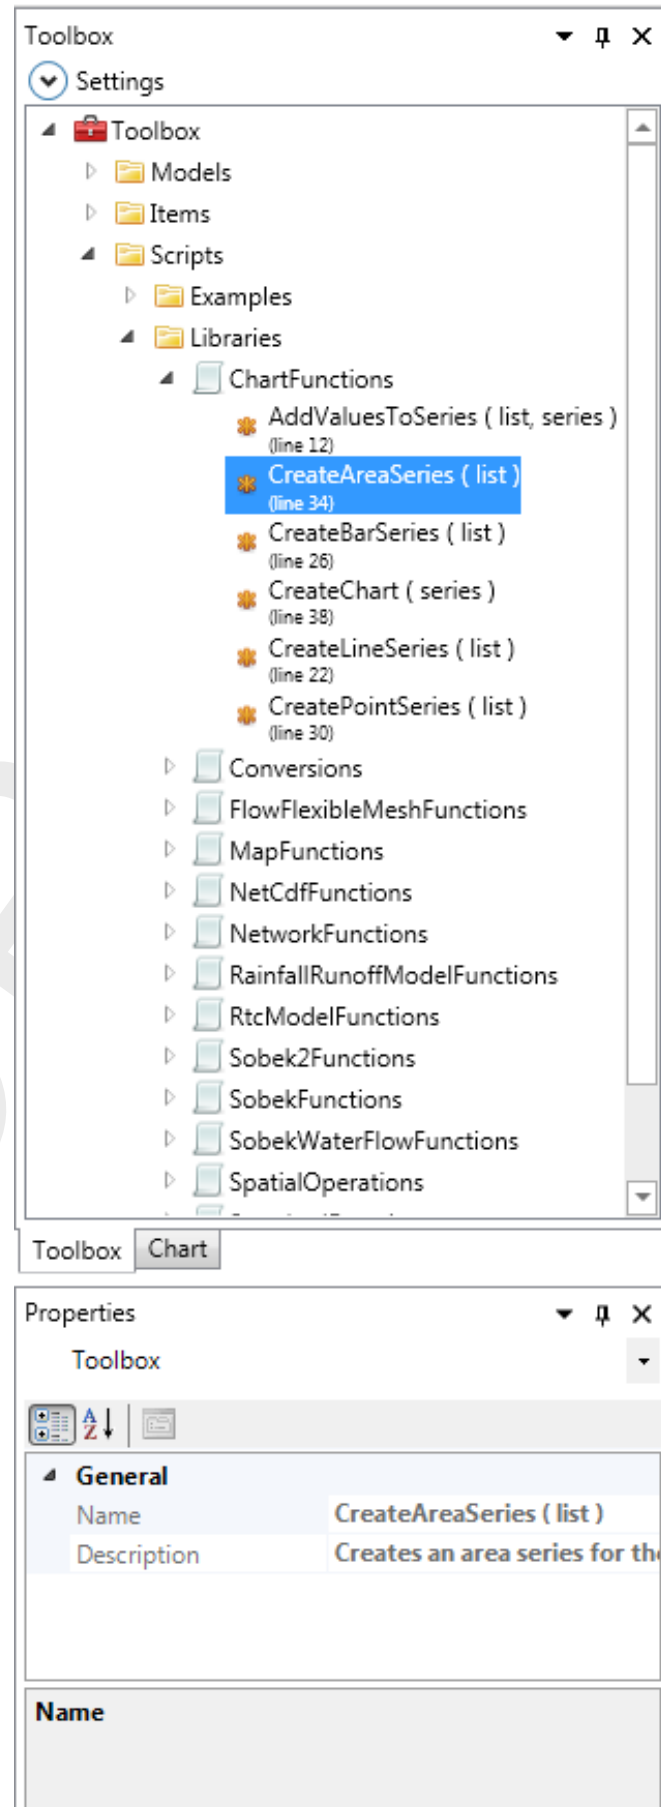 Toolbox
Settings
Toolbox
Models
Items
Scripts
Examples
Libraries
ChartFunctions
AddValuesToSeries ( list, series )
(line 12)
CreateAreaSeries ( list )
(line 34)
CreateBarSeries ( list )
(line 26)
CreateChart ( series )
(line 38)
CreateLineSeries ( list )
(line 22)
CreatePointSeries ( list )
(line 30)
Conversions
FlowFlexibleMeshFunctions
MapFunctions
NetCdfFunctions
NetworkFunctions
RainfallRunoffModelFunctions
RtcModelFunctions
Sobek2Functions
SobekFunctions
SobekWaterFlowFunctions
SpatialOperations
Toolbox Chart
Properties
Toolbox
General
Name CreateAreaSeries ( list )
Description Creates an area series for
Name